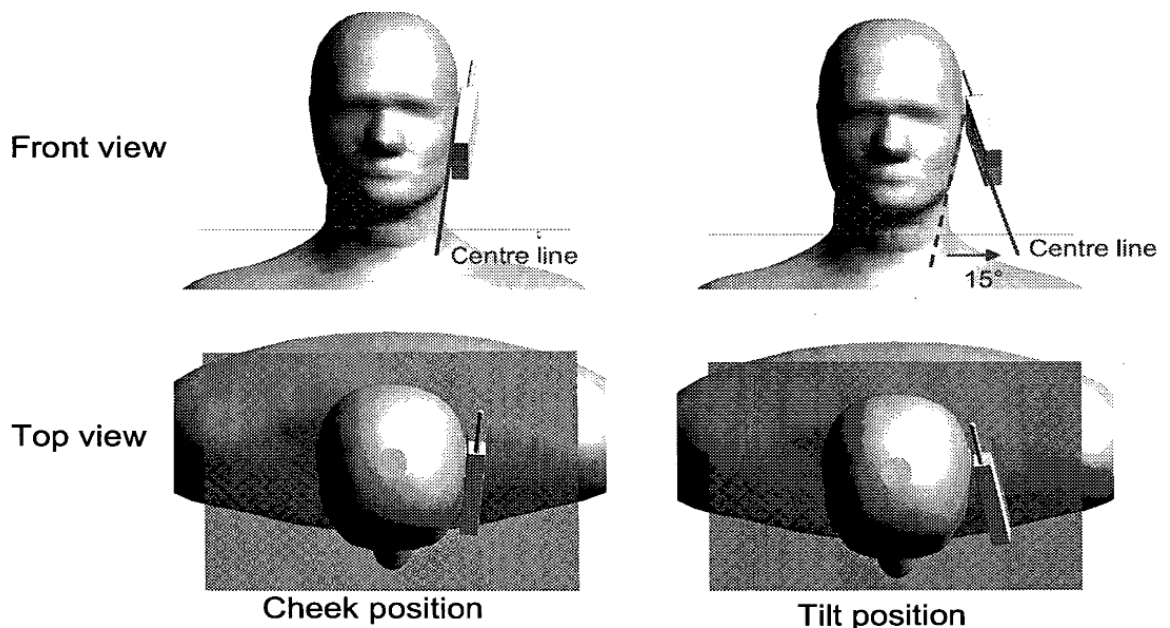 Front view
Centre line
Centre line
15°
Top view
Cheek position
Tilt position